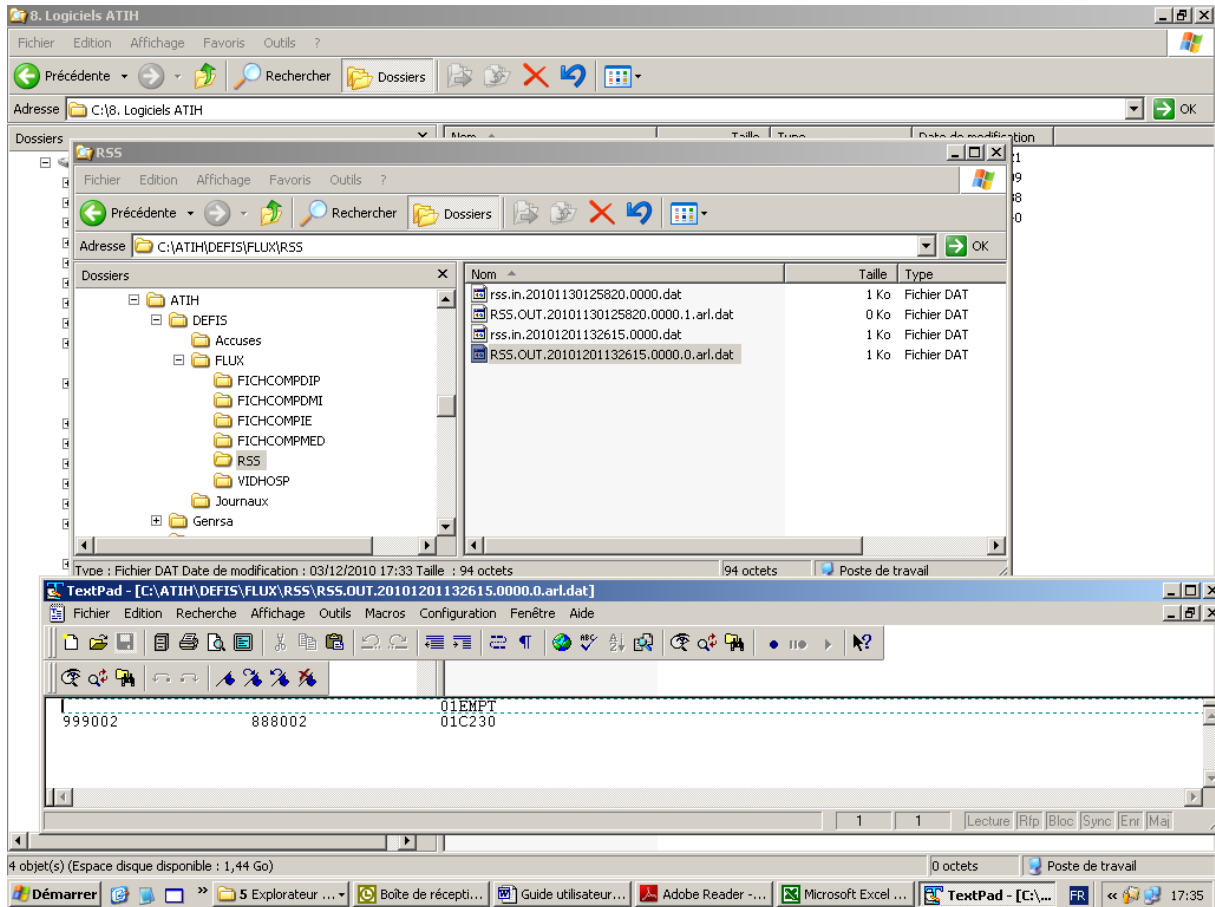 8. Logiciels ATIH
Fichier Edition Affichage Favoris Outils ?
Précédente Rechercher Dossiers
Adresse C:\8. Logiciels ATIH OK
Dossiers Nom Taille Type Date de modification
RSS
Fichier Edition Affichage Favoris Outils ?
Précédente Rechercher Dossiers
Adresse C:\ATIH\DEFIS\FLUX\RSS OK
Dossiers Nom Taille Type
ATIH
DEFIS
Accuses
FLUX
FICHCOMPDIP
FICHCOMPDMI
FICHCOMPIE
FICHCOMPMED
RSS
VIDHOSP
Journaux
Genrsa
rss.in.20101130125820.0000.dat 1 Ko Fichier DAT
RSS.OUT.20101130125820.0000.1.arl.dat 0 Ko Fichier DAT
rss.in.20101201132615.0000.dat 1 Ko Fichier DAT
RSS.OUT.20101201132615.0000.0.arl.dat 1 Ko Fichier DAT
Type : Fichier DAT Date de modification : 03/12/2010 17:33 Taille : 94 octets 94 octets Poste de travail
TextPad - [C:\ATIH\DEFIS\FLUX\RSS\RSS.OUT.20101201132615.0000.0.arl.dat]
Fichier Edition Recherche Affichage Outils Macros Configuration Fenêtre Aide
01EMPT
999002 888002 01C230
1 1 Lecture Rfp Bloc Sync Enr Maj
4 objet(s) (Espace disque disponible : 1,44 Go) 0 octets Poste de travail
Démarrer » 5 Explorateur ... Boîte de récepti... Guide utilisateur... Adobe Reader -... Microsoft Excel ... TextPad - [C:\... FR « 17:35